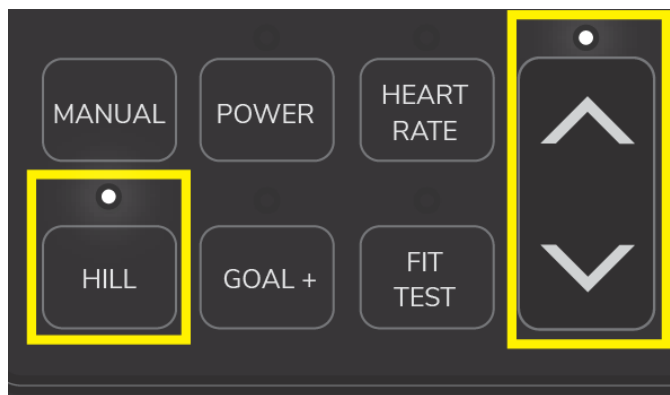 MANUAL
POWER
HEART
RATE
HILL
GOAL +
FIT
TEST